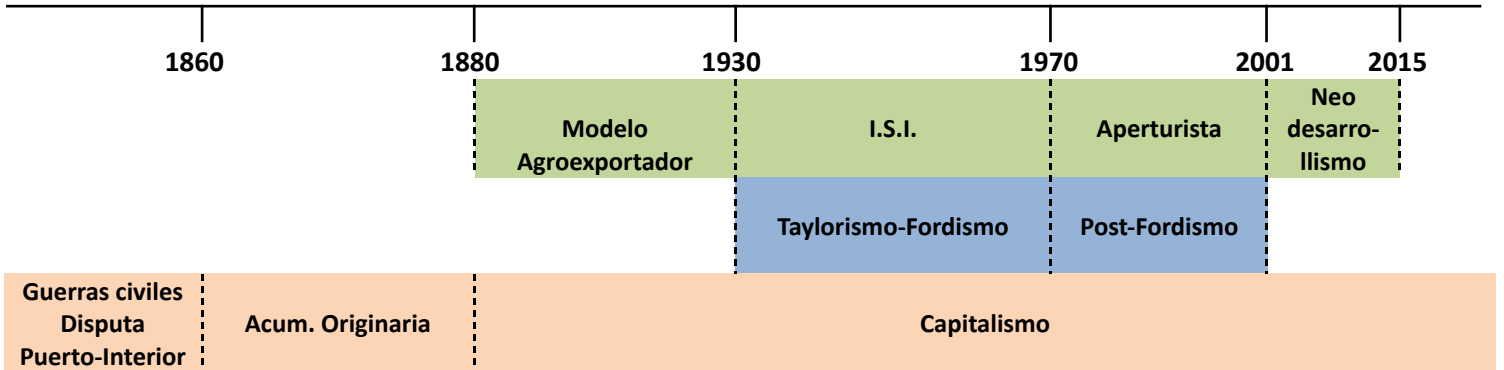 1860 1880 1930 1970 2001 2015
Modelo
Agroexportador
I.S.I.
Aperturista
Neo
desarro-
llismo
Taylorismo-Fordismo
Post-Fordismo
Guerras civiles
Disputa
Puerto-Interior
Acum. Originaria
Capitalismo